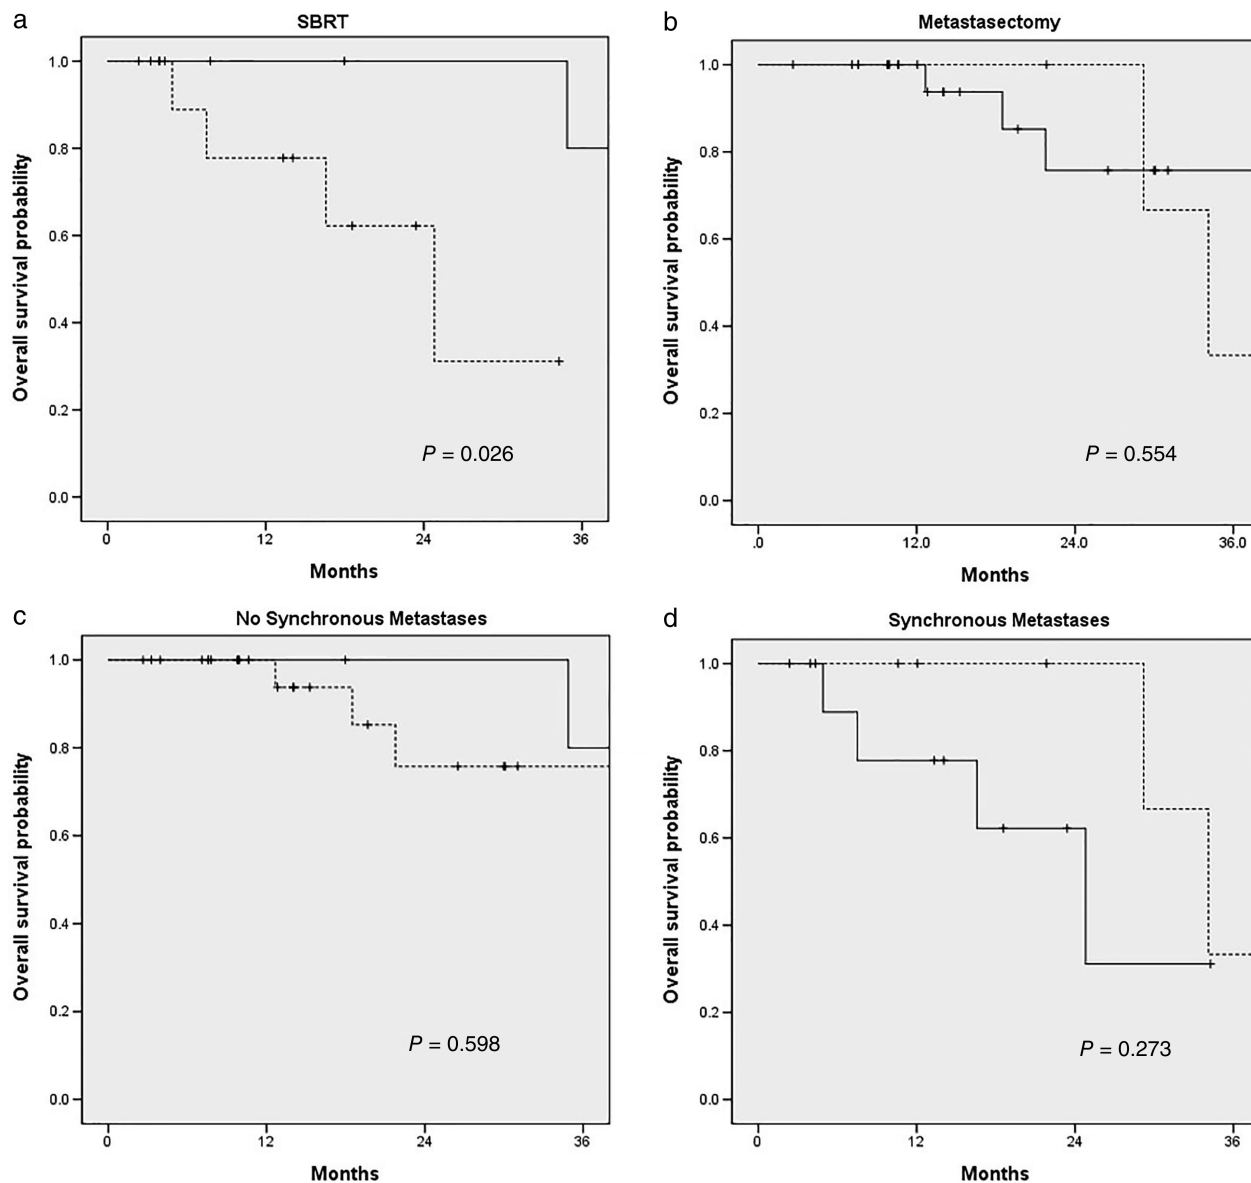 a
SBRT
Overall survival probability
1.0
0.8
0.6
0.4
0.2
0.0
P = 0.026
0 12 24 36
Months
b
Metastasectomy
Overall survival probability
1.0
0.8
0.6
0.4
0.2
0.0
P = 0.554
.0 12.0 24.0 36.0
Months
c
No Synchronous Metastases
Overall survival probability
1.0
0.8
0.6
0.4
0.2
0.0
P = 0.598
0 12 24 36
Months
d
Synchronous Metastases
Overall survival probability
1.0
0.8
0.6
0.4
0.2
0.0
P = 0.273
0 12 24 36
Months